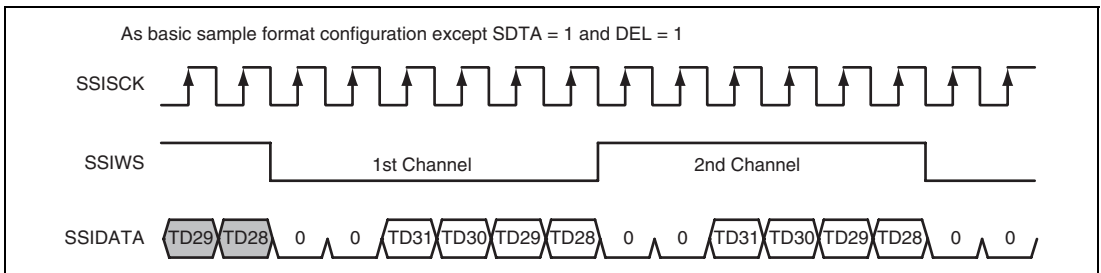 As basic sample format configuration except SDTA = 1 and DEL = 1
SSISCK
SSIWS 1st Channel 2nd Channel
SSIDATA TD29 TD28 0 0 TD31 TD30 TD29 TD28 0 0 TD31 TD30 TD29 TD28 0 0